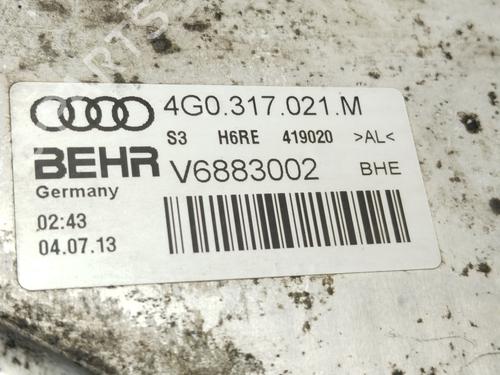 4G0.317.021.M
S3 H6RE 419020 >AL<
BEHR V6883002 BHE
Germany
02:43
04.07.13